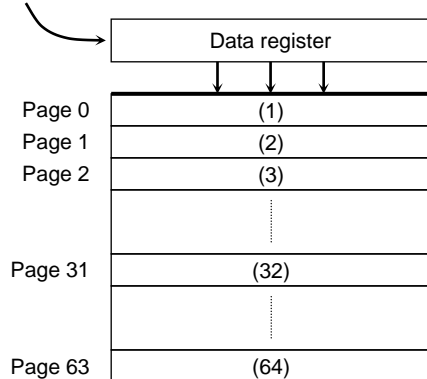 Data register
Page 0 (1)
Page 1 (2)
Page 2 (3)
Page 31 (32)
Page 63 (64)